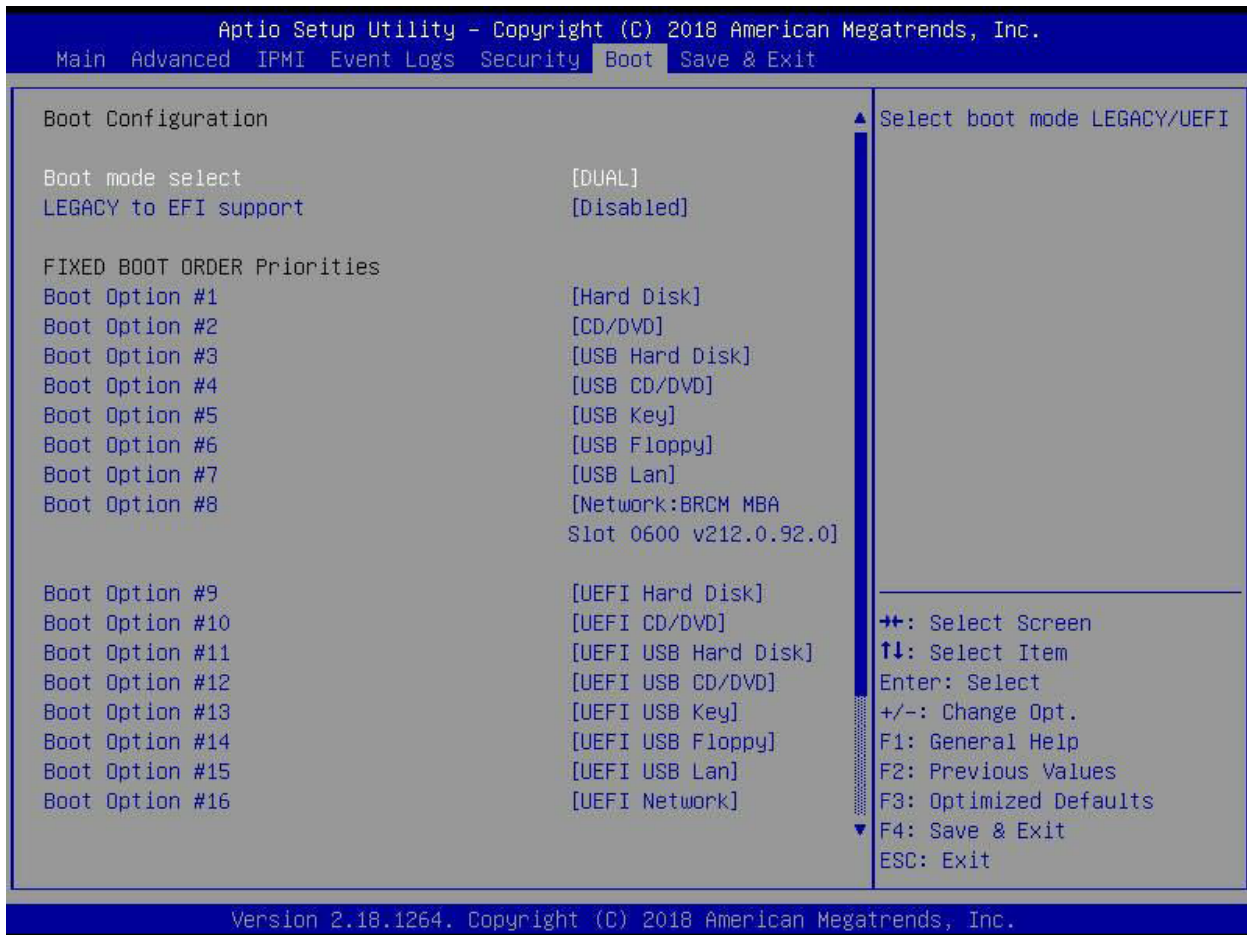 Aptio Setup Utility – Copyright (C) 2018 American Megatrends, Inc.
Main Advanced IPMI Event Logs Security Boot Save & Exit
Boot Configuration
Select boot mode LEGACY/UEFI
Boot mode select [DUAL]
LEGACY to EFI support [Disabled]
FIXED BOOT ORDER Priorities
Boot Option #1 [Hard Disk]
Boot Option #2 [CD/DVD]
Boot Option #3 [USB Hard Disk]
Boot Option #4 [USB CD/DVD]
Boot Option #5 [USB Key]
Boot Option #6 [USB Floppy]
Boot Option #7 [USB Lan]
Boot Option #8 [Network:BRCM MBA
Slot 0600 v212.0.92.0]
Boot Option #9 [UEFI Hard Disk]
Boot Option #10 [UEFI CD/DVD]
Boot Option #11 [UEFI USB Hard Disk]
Boot Option #12 [UEFI USB CD/DVD]
Boot Option #13 [UEFI USB Key]
Boot Option #14 [UEFI USB Floppy]
Boot Option #15 [UEFI USB Lan]
Boot Option #16 [UEFI Network]
→←: Select Screen
↑↓: Select Item
Enter: Select
+/-: Change Opt.
F1: General Help
F2: Previous Values
F3: Optimized Defaults
F4: Save & Exit
ESC: Exit
Version 2.18.1264. Copyright (C) 2018 American Megatrends, Inc.